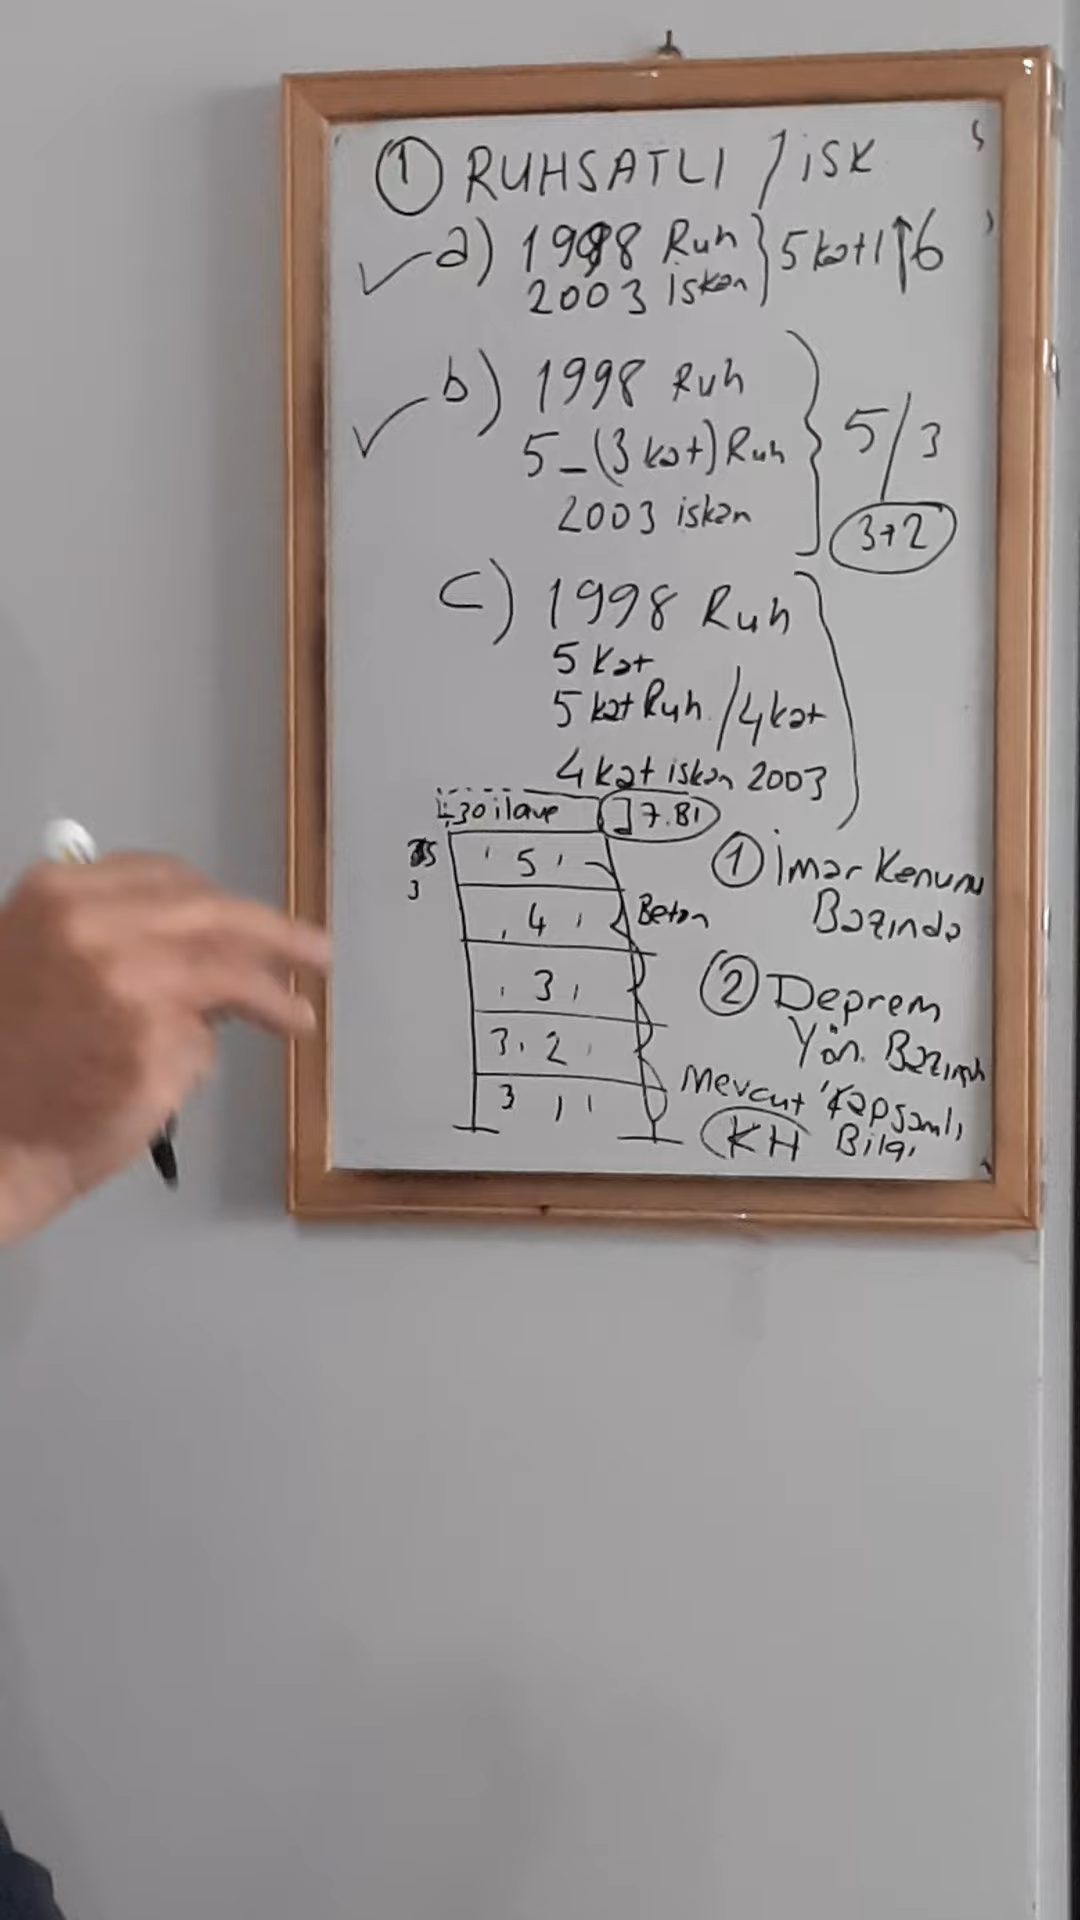 ① RUHSATLI / iSK
a) 1998 Ruh } 5 kat 1 ↑ 6
2003 iskan
b) 1998 Ruh
5 - (3 kat) Ruh
2003 iskan
5/3
3+2
c) 1998 Ruh
5 Kat
5 kat Ruh. / 4 kat
4 kat iskan 2003
ilave
7.81
5
3
4
Beton
3
3. 2
3 1
① İmar Kanunu
Bazında
② Deprem
Yön. Bazında
Mevcut Kapsamlı
KH Bilgi